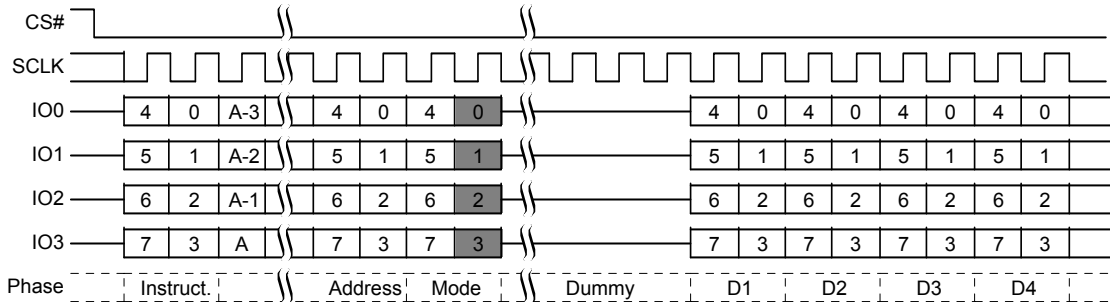 CS#
SCLK
IO0 4 0 A-3 4 0 4 0 4 0 4 0 4 0 4 0
IO1 5 1 A-2 5 1 5 1 5 1 5 1 5 1 5 1
IO2 6 2 A-1 6 2 6 2 6 2 6 2 6 2 6 2
IO3 7 3 A 7 3 7 3 7 3 7 3 7 3 7 3
Phase Instruct. Address Mode Dummy D1 D2 D3 D4